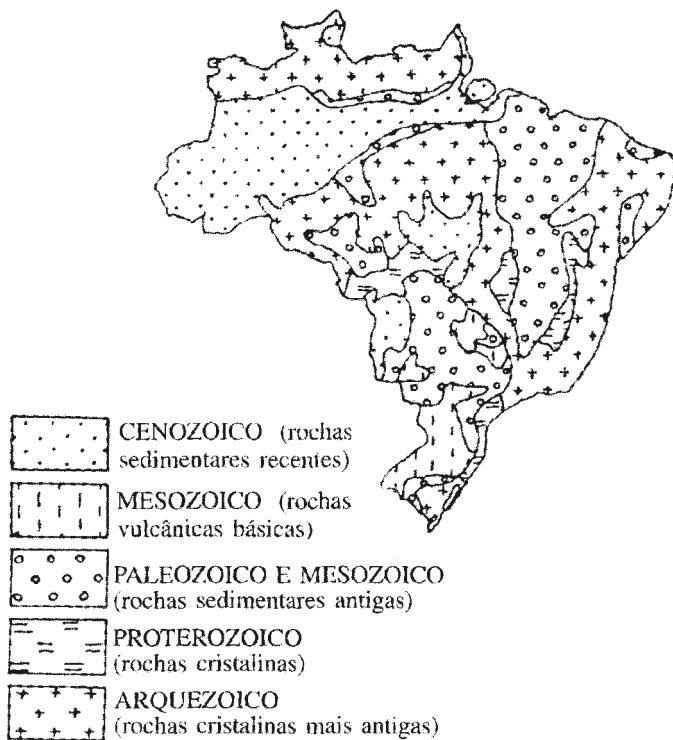 CENOZOICO (rochas
sedimentares recentes)
MESOZOICO (rochas
vulcânicas básicas)
PALEOZOICO E MESOZOICO
(rochas sedimentares antigas)
PROTEROZOICO
(rochas cristalinas)
ARQUEZOICO
(rochas cristalinas mais antigas)